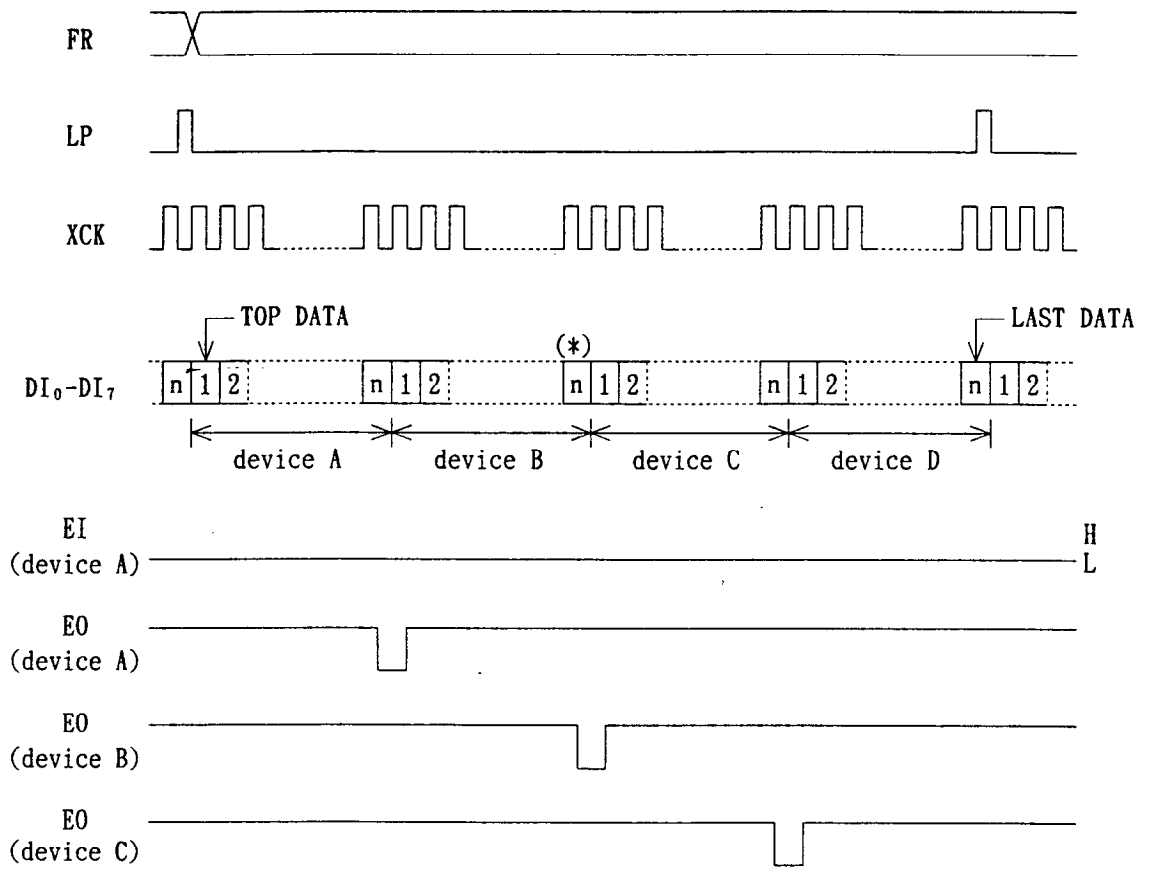 FR
LP
XCK
TOP DATA
LAST DATA
(*)
DI₀-DI₇
n 1 2 n 1 2 n 1 2 n 1 2 n 1 2
device A device B device C device D
EI
(device A)
H
L
EO
(device A)
EO
(device B)
EO
(device C)